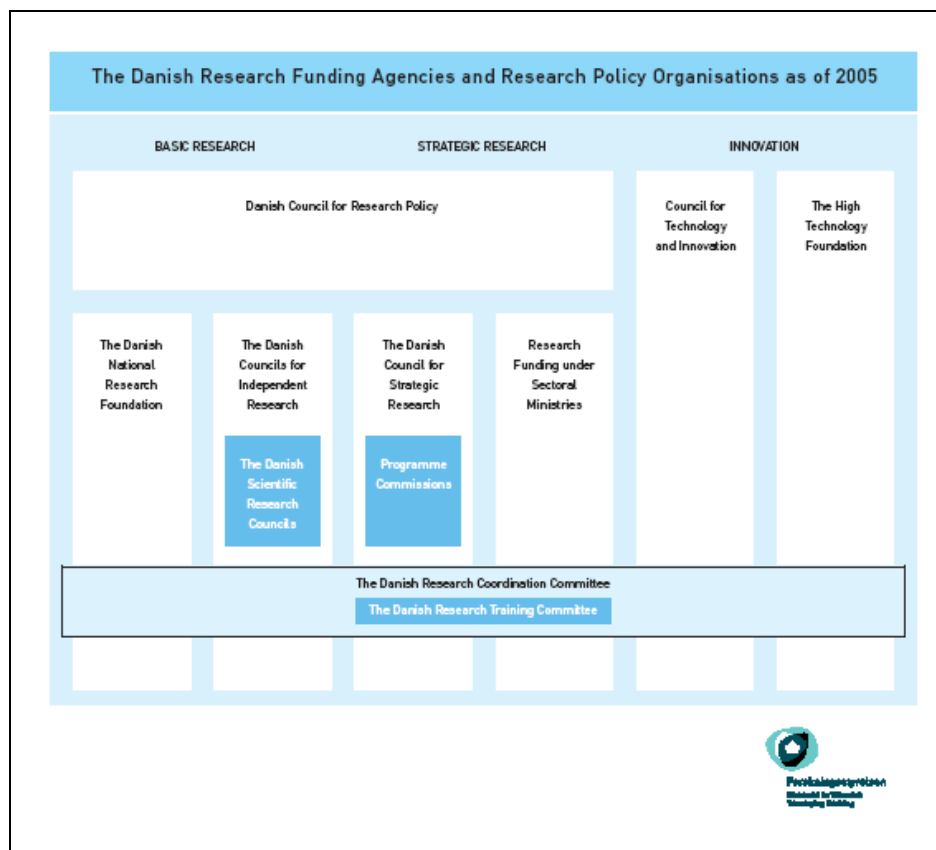 The Danish Research Funding Agencies and Research Policy Organisations as of 2005
BASIC RESEARCH
STRATEGIC RESEARCH
INNOVATION
Danish Council for Research Policy
Council for
Technology
and Innovation
The High
Technology
Foundation
The Danish
National
Research
Foundation
The Danish
Councils for
Independent
Research
The Danish
Council for
Strategic
Research
Research
Funding under
Sectoral
Ministries
The Danish
Scientific
Research
Councils
Programme
Commissions
The Danish Research Coordination Committee
The Danish Research Training Committee
Forskningsstyrelsen